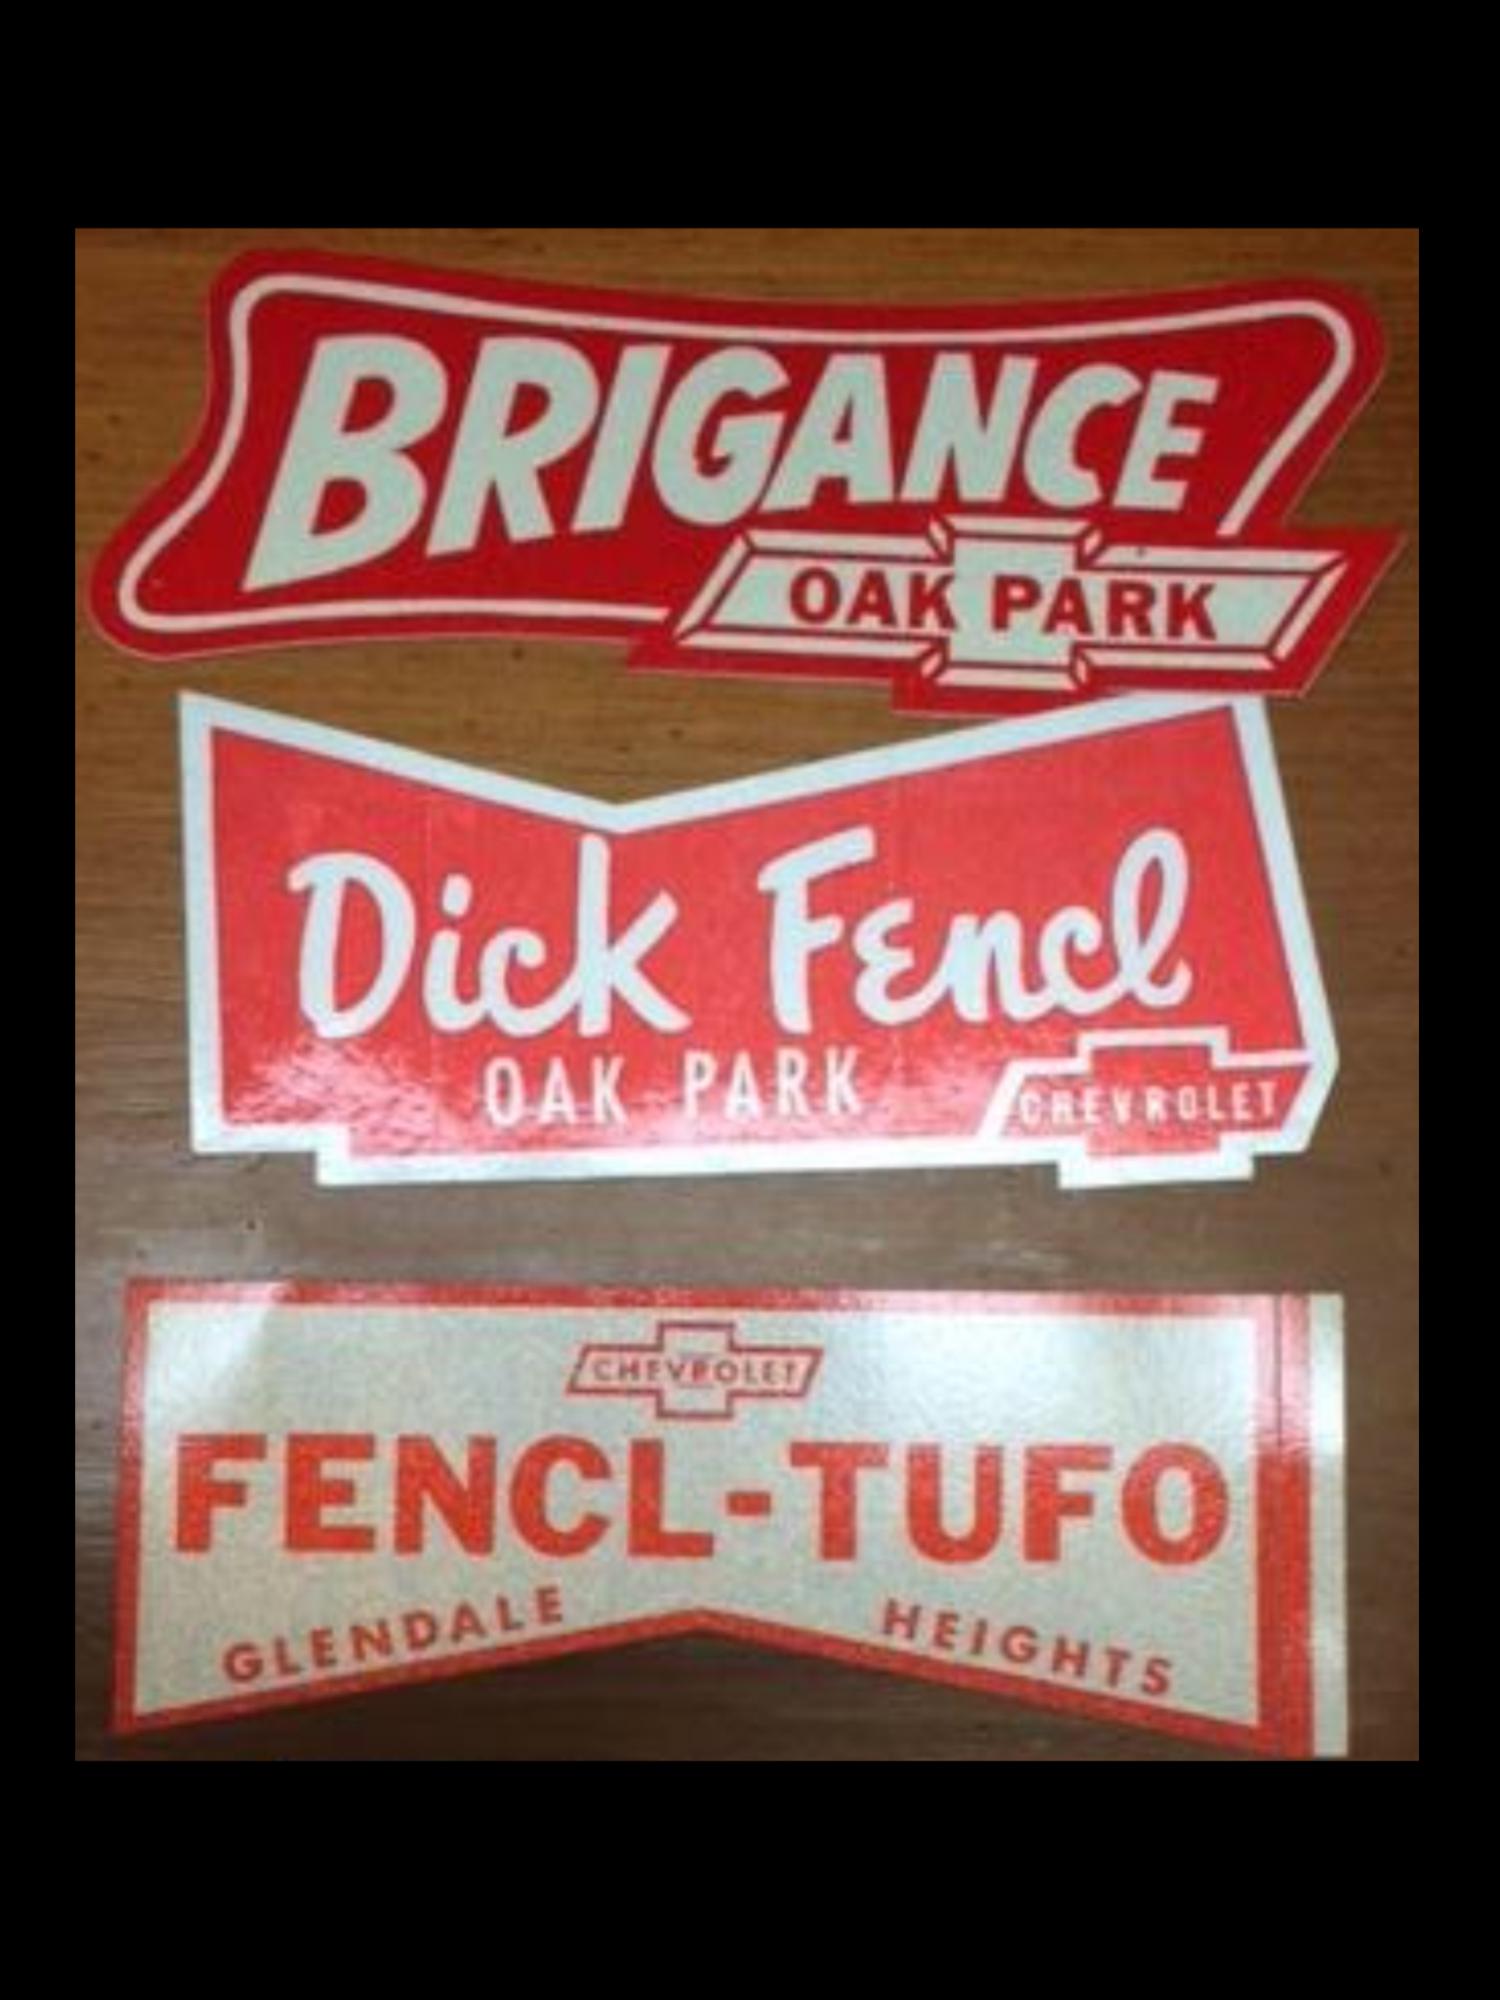 BRIGANCE
OAK PARK
Dick Fencl
OAK PARK
CHEVROLET
CHEVROLET
FENCL-TUFO
GLENDALE HEIGHTS